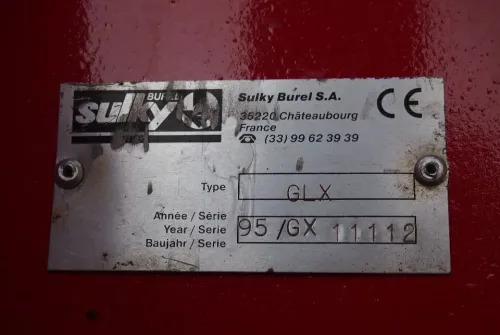 BUREL
sulky
Sulky Burel S.A.
35220 Châteaubourg
France
☎ (33) 99 62 39 39
CE
Type GLX
Année/Série
Year / Serie 95/GX 11112
Baujahr/Serie